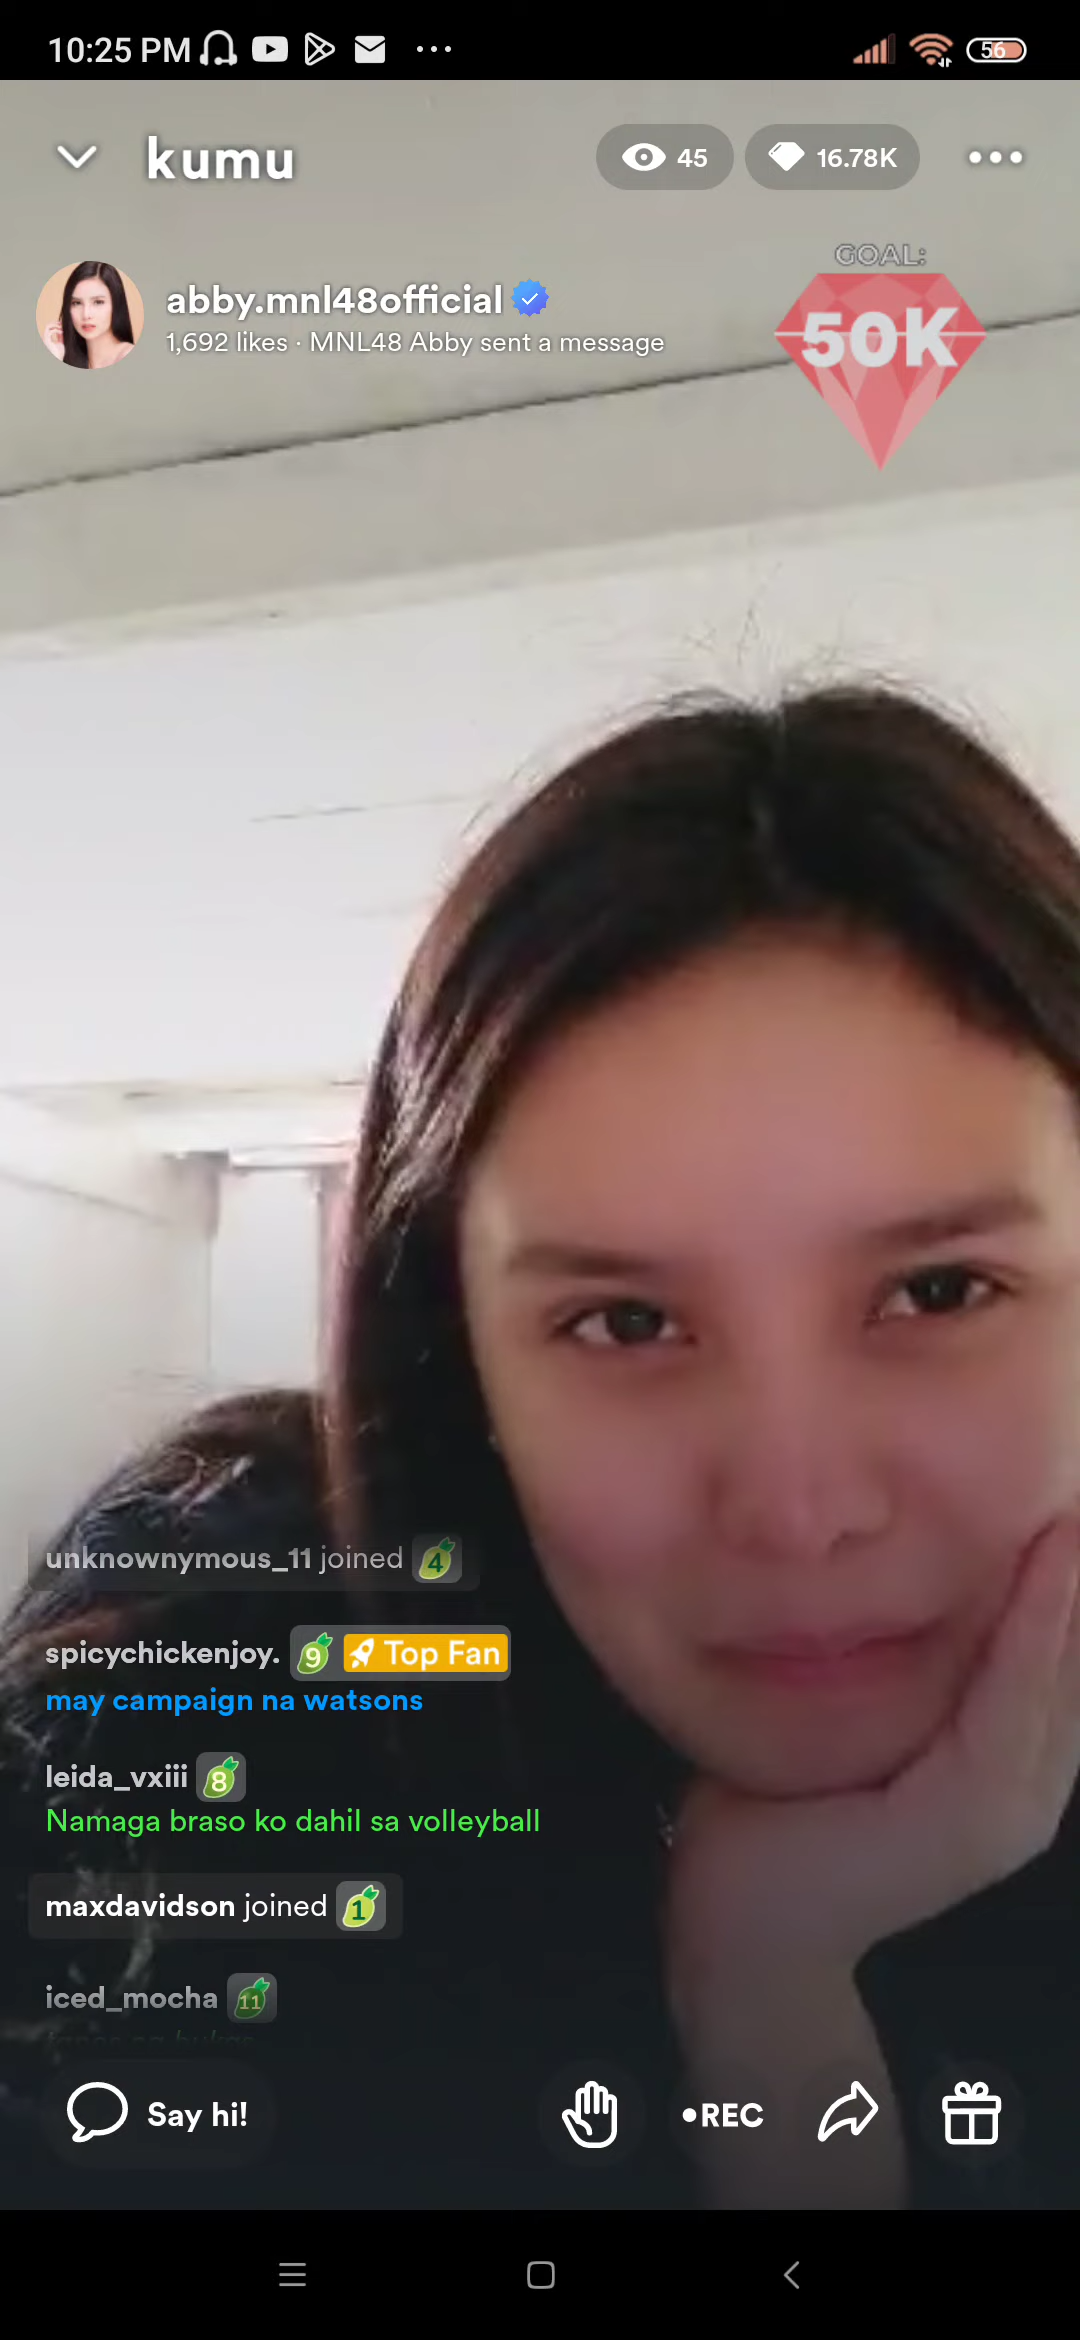 10:25 PM
56
kumu
45
16.78K
GOAL:
50K
abby.mnl48official
1,692 likes · MNL48 Abby sent a message
unknownymous_11 joined 4
spicychickenjoy. 9 Top Fan
may campaign na watsons
leida_vxiii 8
Namaga braso ko dahil sa volleyball
maxdavidson joined 1
iced_mocha 11
Say hi!
•REC